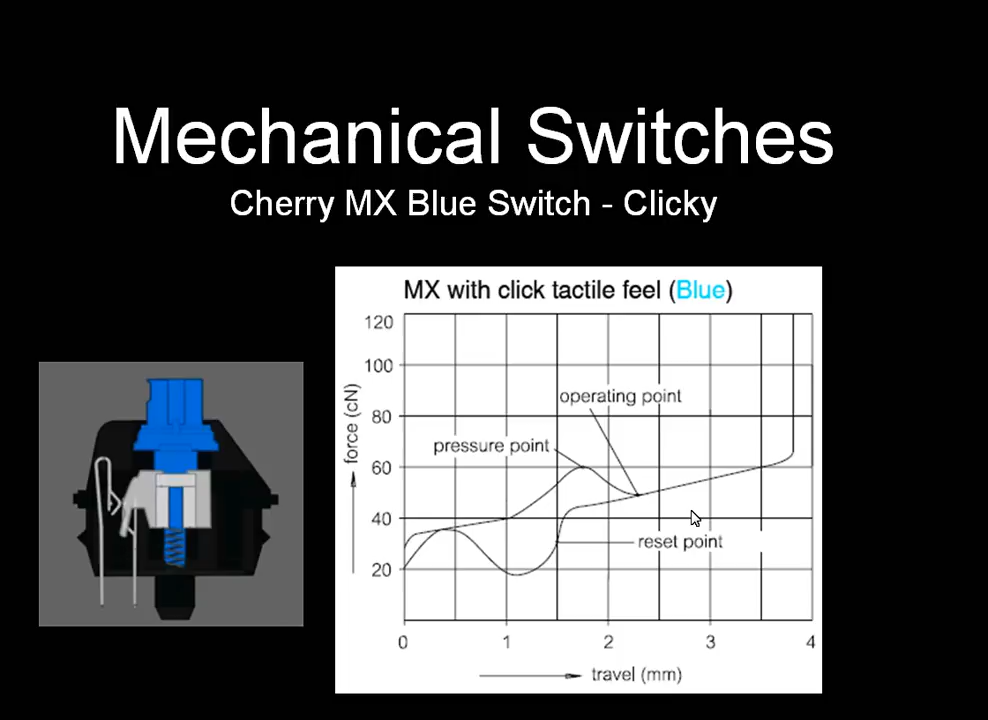 Mechanical Switches
Cherry MX Blue Switch - Clicky
MX with click tactile feel (Blue)
120
100
80
60
40
20
force (cN)
operating point
pressure point
reset point
0 1 2 3 4
travel (mm)